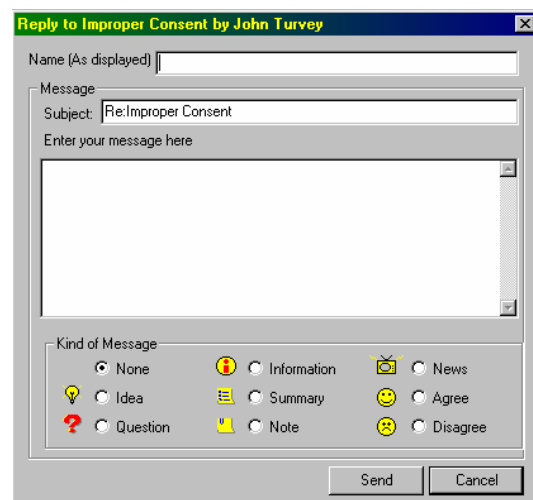 Reply to Improper Consent by John Turvey
Name (As displayed)
Message
Subject: Re:Improper Consent
Enter your message here
Kind of Message
None Information News
Idea Summary Agree
Question Note Disagree
Send Cancel